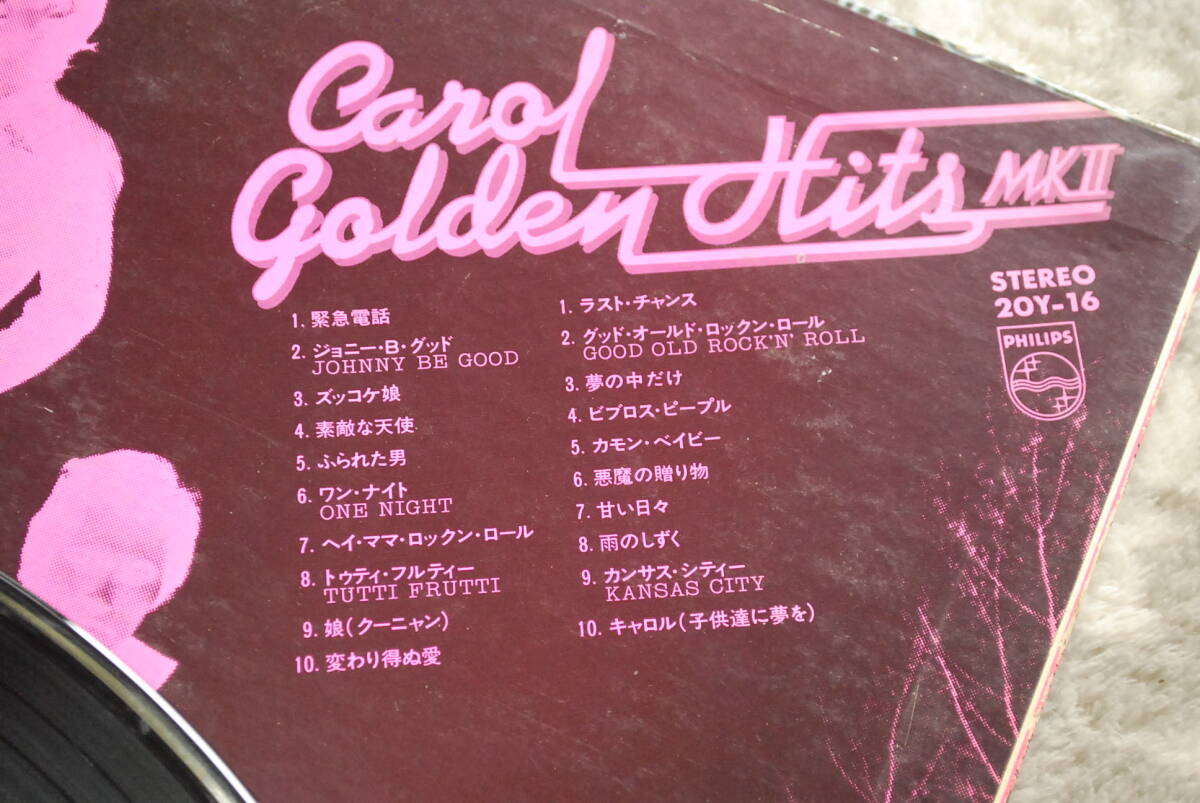 Carol
Golden Hits MKII
STEREO
20Y-16
PHILIPS
1. 緊急電話
2. ジョニー・B・グッド
JOHNNY BE GOOD
3. ズッコケ娘
4. 素敵な天使
5. ふられた男
6. ワン・ナイト
ONE NIGHT
7. ヘイ・ママ・ロックン・ロール
8. トゥティ・フルティー
TUTTI FRUTTI
9. 娘(クーニャン)
10. 変わり得ぬ愛
1. ラスト・チャンス
2. グッド・オールド・ロックン・ロール
GOOD OLD ROCK'N' ROLL
3. 夢の中だけ
4. ビブロス・ピープル
5. カモン・ベイビー
6. 悪魔の贈り物
7. 甘い日々
8. 雨のしずく
9. カンサス・シティー
KANSAS CITY
10. キャロル(子供達に夢を)